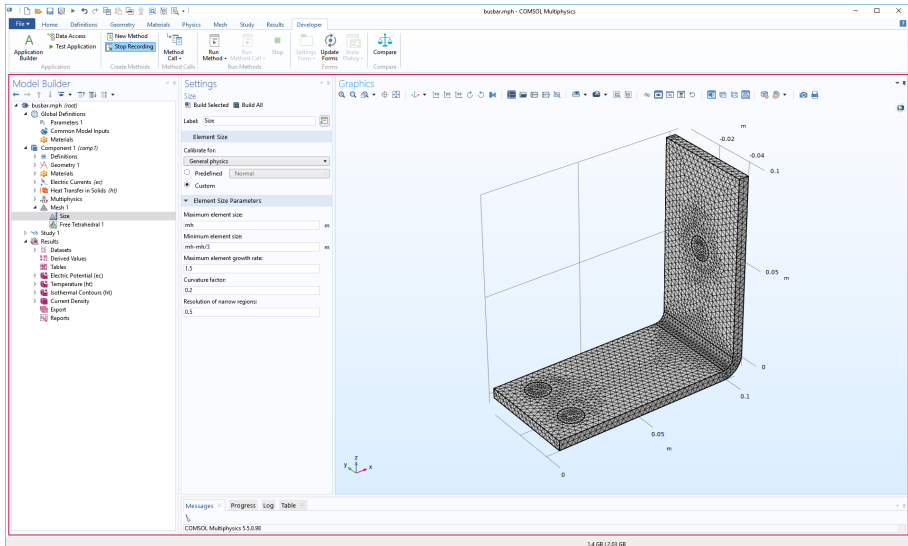 busbar.mph - COMSOL Multiphysics
File
Home
Definitions
Geometry
Materials
Physics
Mesh
Study
Results
Developer
Application Builder
Data Access
Test Application
Application
New Method
Stop Recording
Create Methods
Method Call
Method Calls
Run Method
Run Method Call
Stop
Run Methods
Settings Form
Update Forms
Show Dialog
Forms
Compare
Compare
Model Builder
busbar.mph (root)
Global Definitions
Pi Parameters 1
Common Model Inputs
Materials
Component 1 (comp1)
Definitions
Geometry 1
Materials
Electric Currents (ec)
Heat Transfer in Solids (ht)
Multiphysics
Mesh 1
Size
Free Tetrahedral 1
Study 1
Results
Datasets
Derived Values
Tables
Electric Potential (ec)
Temperature (ht)
Isothermal Contours (ht)
Current Density
Export
Reports
Settings
Size
Build Selected
Build All
Label: Size
Element Size
Calibrate for:
General physics
Predefined
Normal
Custom
Element Size Parameters
Maximum element size:
mh m
Minimum element size:
mh-mh/3 m
Maximum element growth rate:
1.5
Curvature factor:
0.2
Resolution of narrow regions:
0.5
Graphics
m
-0.02
-0.04
0.1
0.05
m
0
0.1
0.05
m
0
z
y
x
Messages
Progress
Log
Table
COMSOL Multiphysics 5.5.0.98
1.4 GB | 2.03 GB